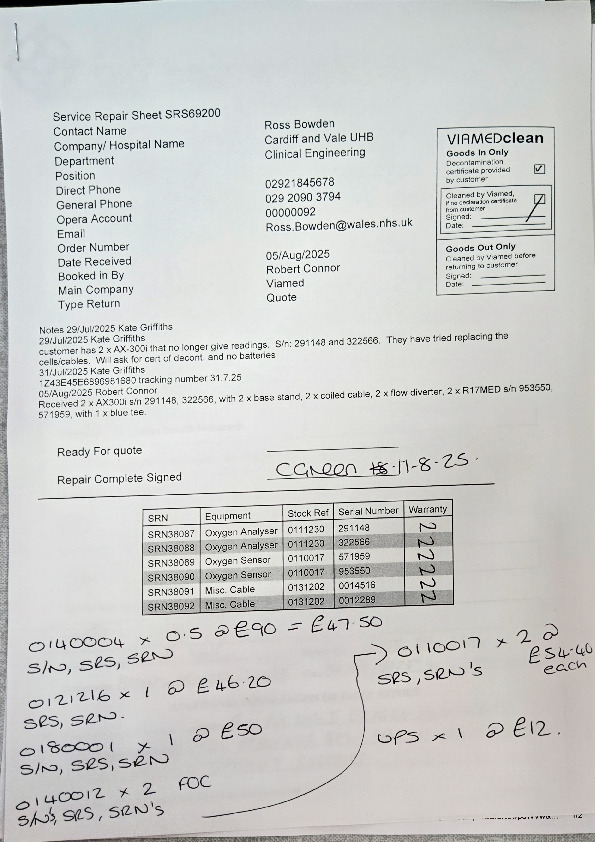 Service Repair Sheet SRS69200
Contact Name Ross Bowden
Company/ Hospital Name Cardiff and Vale UHB
Department Clinical Engineering
Position
Direct Phone 02921845678
General Phone 029 2090 3794
Opera Account 00000092
Email Ross.Bowden@wales.nhs.uk
Order Number
Date Received 05/Aug/2025
Booked in By Robert Connor
Main Company Viamed
Type Return Quote
VIAMEDclean
Goods In Only
Decontamination
certificate provided
by customer ☑
Cleaned by Viamed,
if no declaration certificate
from customer
Signed:
Date:
Goods Out Only
Cleaned by Viamed before
returning to customer
Signed:
Date:
Notes 29/Jul/2025 Kate Griffiths
29/Jul/2025 Kate Griffiths
customer has 2 x AX-300i that no longer give readings. S/n: 291148 and 322566. They have tried replacing the
cells/cables. Will ask for cert of decont. and no batteries
31/Jul/2025 Kate Griffiths
tracking number 31.7.25
05/Aug/2025 Robert Connor
Received 2 x AX300i s/n 291148, 322566, with 2 x base stand, 2 x coiled cable, 2 x flow diverter, 2 x R17MED s/n 953550,
571959, with 1 x blue tee.
Ready For quote
Repair Complete Signed CGreen 11-8-25.
SRN Equipment Stock Ref Serial Number Warranty
SRN38087 Oxygen Analyser 0111230 291148 N
SRN38088 Oxygen Analyser 0111230 322566 N
SRN38089 Oxygen Sensor 0110017 571959 N
SRN38090 Oxygen Sensor 0110017 953550 N
SRN38091 Misc. Cable 0131202 0014516 N
SRN38092 Misc. Cable 0131202 0012289 N
0140004 x 0.5 @ £90 = £47.50
S/N, SRS, SRN
0121216 x 1 @ £46.20
SRS, SRN.
0180001 x 1 @ £50
S/N, SRS, SRN
0140012 x 2 FOC
S/N's, SRS, SRN's
0110017 x 2 @
£54.40
each
SRS, SRN's
UPS x 1 @ £12.